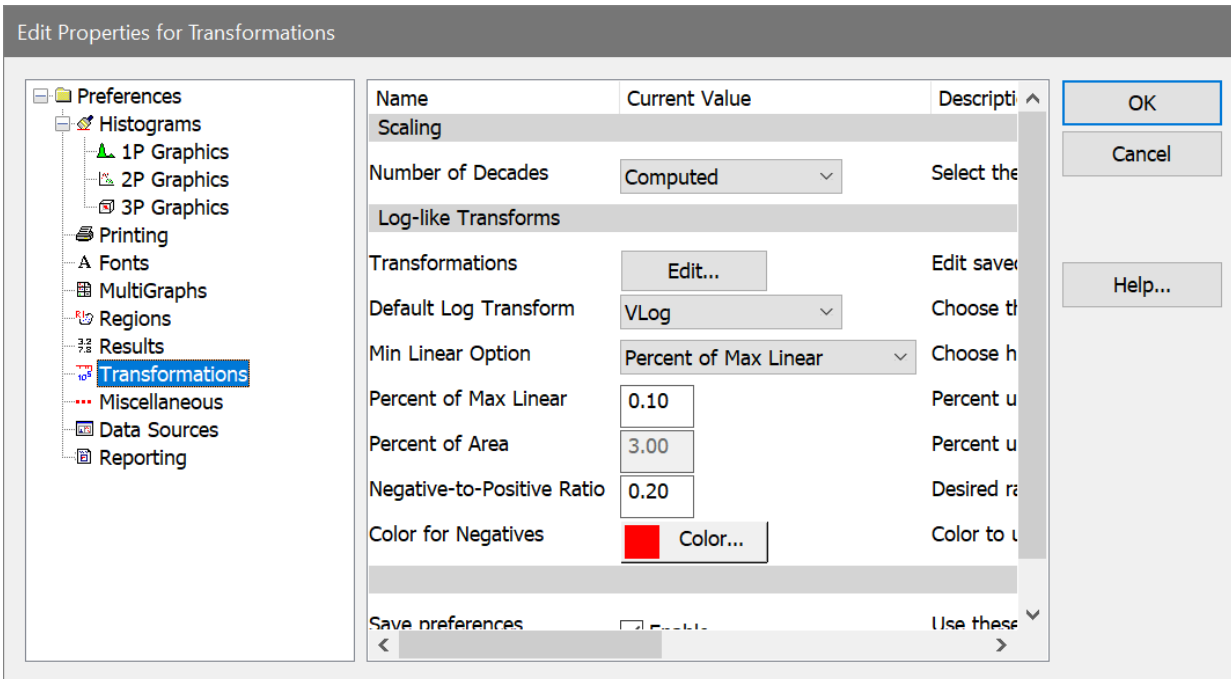 Edit Properties for Transformations
Preferences
Histograms
1P Graphics
2P Graphics
3P Graphics
Printing
A Fonts
MultiGraphs
Regions
Results
Transformations
Miscellaneous
Data Sources
Reporting
Name Current Value Descripti
Scaling
Number of Decades Computed Select the
Log-like Transforms
Transformations Edit... Edit saved
Default Log Transform VLog Choose th
Min Linear Option Percent of Max Linear Choose h
Percent of Max Linear 0.10 Percent u
Percent of Area 3.00 Percent u
Negative-to-Positive Ratio 0.20 Desired ra
Color for Negatives Color... Color to u
Save preferences Enable Use these
OK
Cancel
Help...